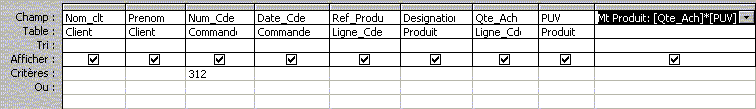 Champ : Nom_clt Prenom Num_Cde Date_Cde Ref_Produ Designation Qte_Ach PUV Mt Produit: [Qte_Ach]*[PUV]
Table : Client Client Commande Commande Ligne_Cde Produit Ligne_Cde Produit
Tri :
Afficher :
Critères : 312
Ou :